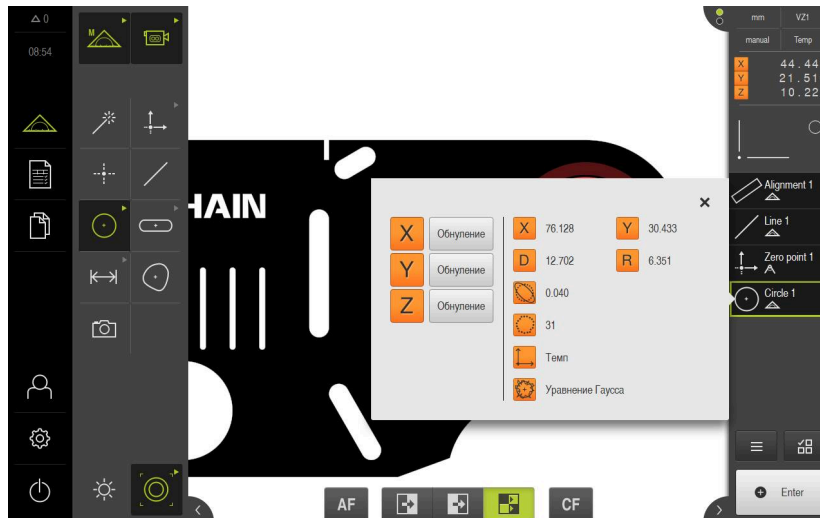 0
08:54
M
HAIN
X Обнуление
Y Обнуление
Z Обнуление
X 76.128 Y 30.433
D 12.702 R 6.351
0.040
31
Темп
Уравнение Гаусса
AF
CF
mm VZ1
manual Temp
X 44.44
Y 21.51
Z 10.22
Alignment 1
Line 1
Zero point 1
Circle 1
Enter